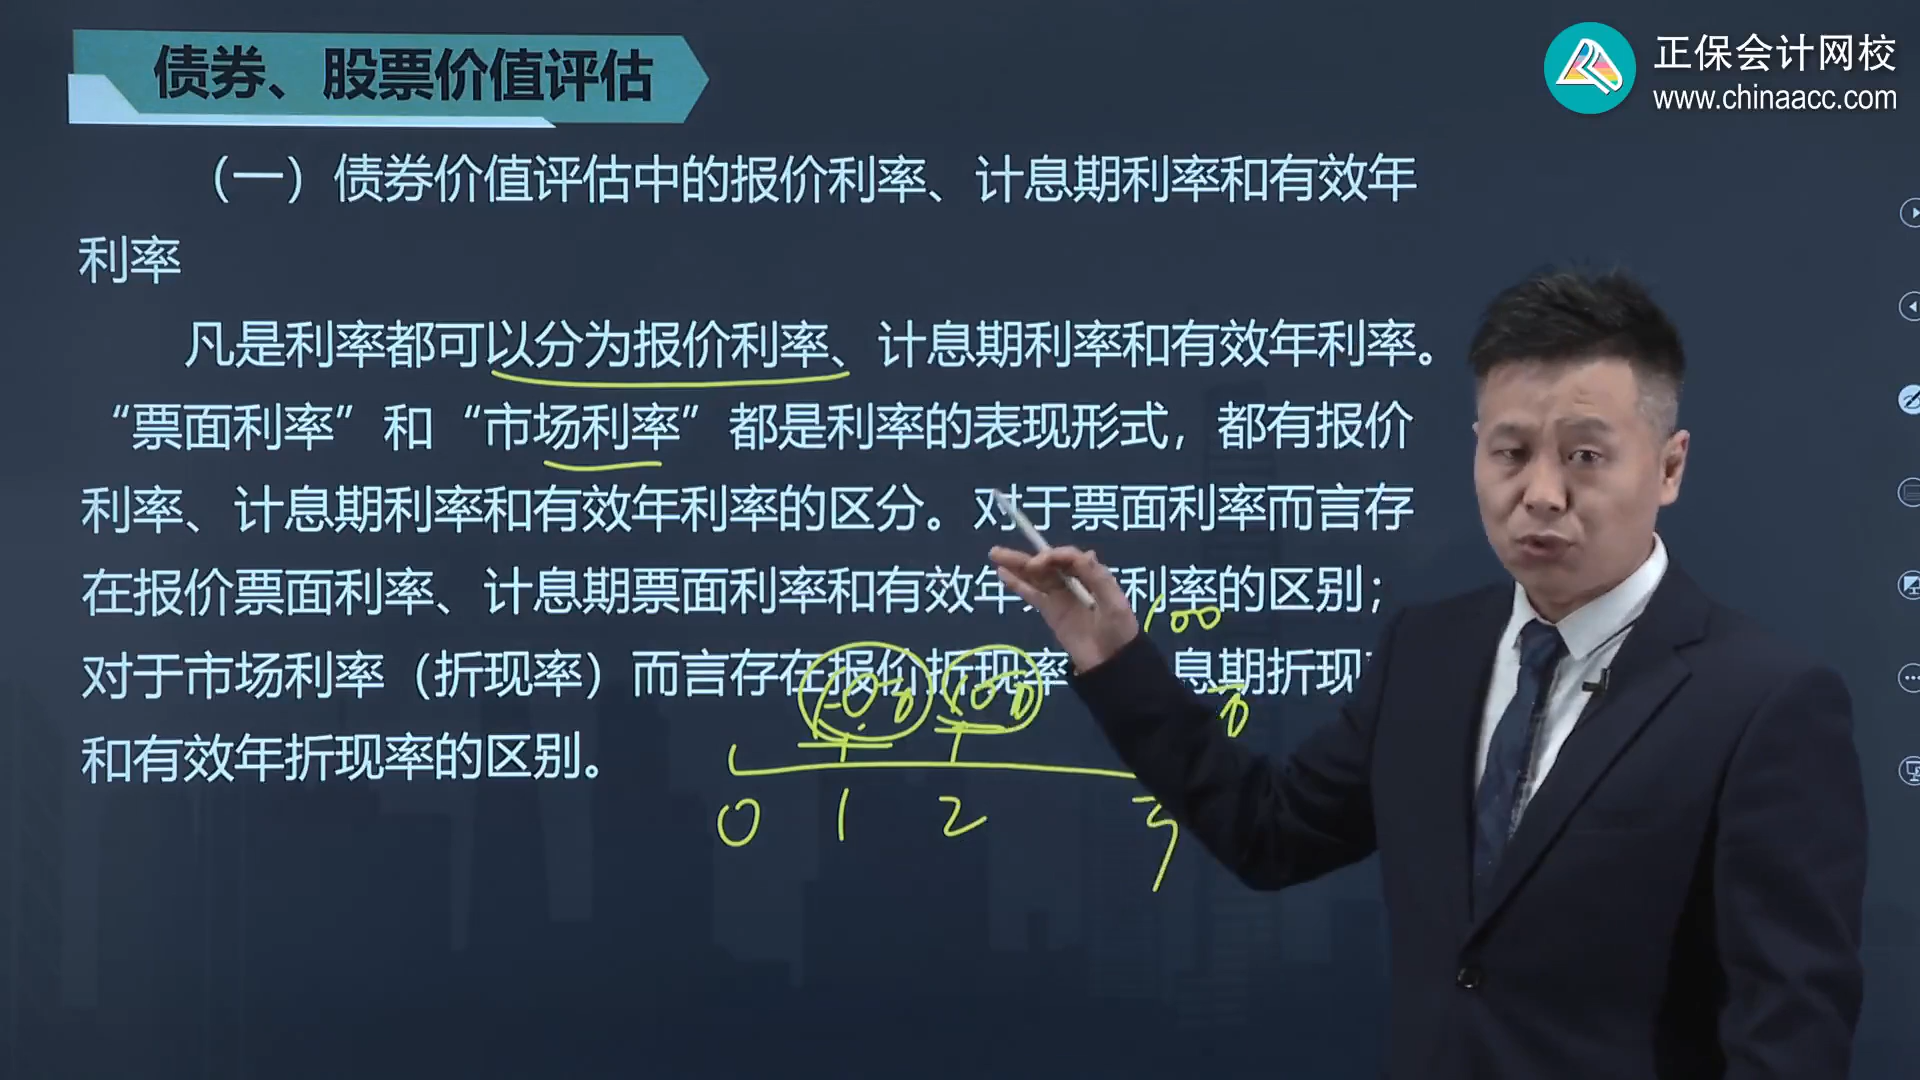 债券、股票价值评估
正保会计网校
www.chinaacc.com
（一）债券价值评估中的报价利率、计息期利率和有效年
利率
凡是利率都可以分为报价利率、计息期利率和有效年利率。
“票面利率”和“市场利率”都是利率的表现形式，都有报价
利率、计息期利率和有效年利率的区分。对于票面利率而言存
在报价票面利率、计息期票面利率和有效年 利率的区别；
100
对于市场利率（折现率）而言存在报价折现率 息期折现
和有效年折现率的区别。
0 1 2 5